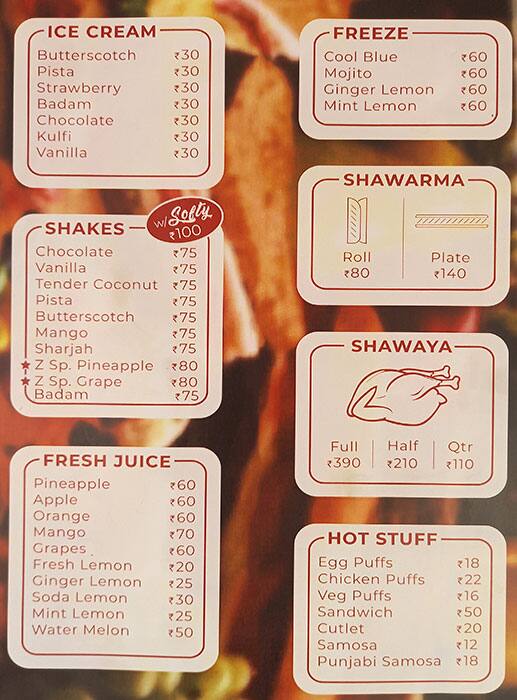 ICE CREAM
Butterscotch ₹30
Pista ₹30
Strawberry ₹30
Badam ₹30
Chocolate ₹30
Kulfi ₹30
Vanilla ₹30
SHAKES
w/ Softy
₹100
Chocolate ₹75
Vanilla ₹75
Tender Coconut ₹75
Pista ₹75
Butterscotch ₹75
Mango ₹75
Sharjah ₹75
Z Sp. Pineapple ₹80
Z Sp. Grape ₹80
Badam ₹75
FRESH JUICE
Pineapple ₹60
Apple ₹60
Orange ₹60
Mango ₹70
Grapes ₹60
Fresh Lemon ₹20
Ginger Lemon ₹25
Soda Lemon ₹30
Mint Lemon ₹25
Water Melon ₹50
FREEZE
Cool Blue ₹60
Mojito ₹60
Ginger Lemon ₹60
Mint Lemon ₹60
SHAWARMA
Roll Plate
₹80 ₹140
SHAWAYA
Full Half Qtr
₹390 ₹210 ₹110
HOT STUFF
Egg Puffs ₹18
Chicken Puffs ₹22
Veg Puffs ₹16
Sandwich ₹50
Cutlet ₹20
Samosa ₹12
Punjabi Samosa ₹18